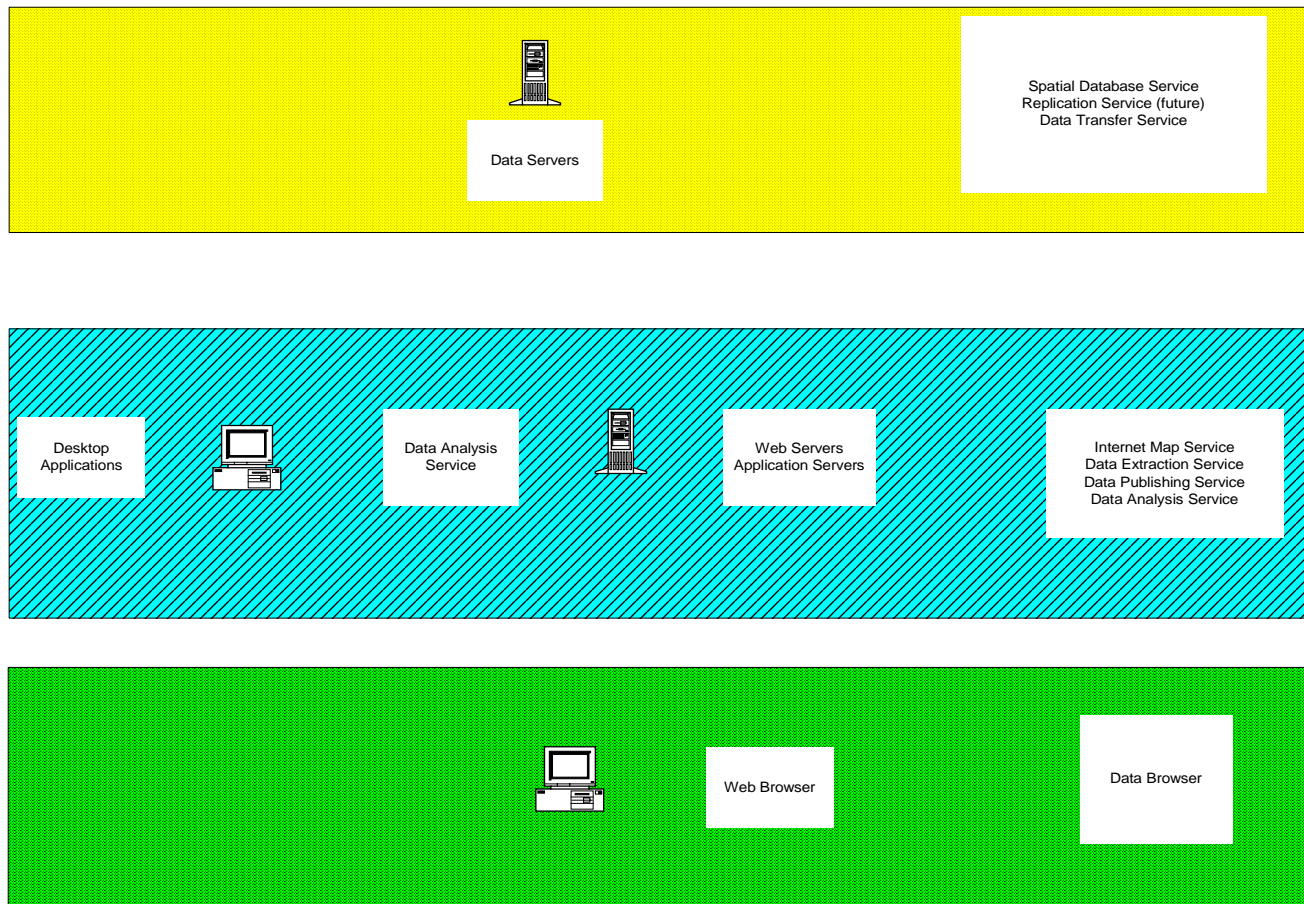 Spatial Database Service
Replication Service (future)
Data Transfer Service
Data Servers
Desktop
Applications
Data Analysis
Service
Web Servers
Application Servers
Internet Map Service
Data Extraction Service
Data Publishing Service
Data Analysis Service
Web Browser
Data Browser